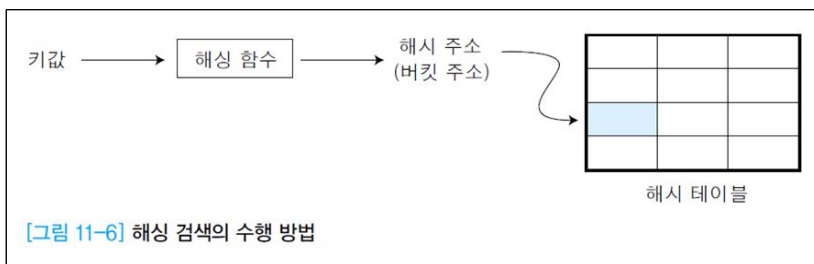 키값
해싱 함수
해시 주소
(버킷 주소)
해시 테이블
[그림 11-6] 해싱 검색의 수행 방법